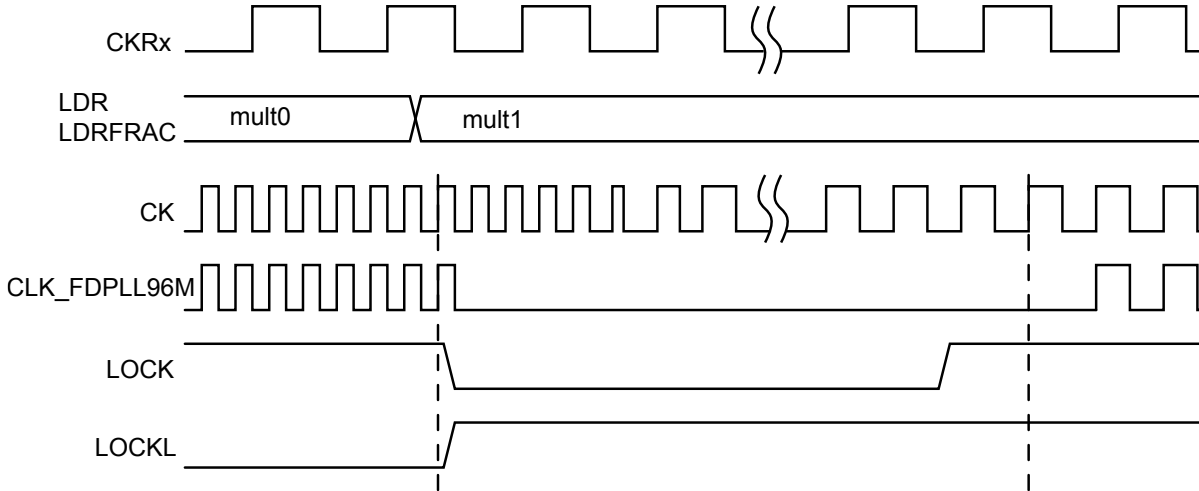 CKRx
LDR
LDRFRAC
mult0
mult1
CK
CLK_FDPLL96M
LOCK
LOCKL